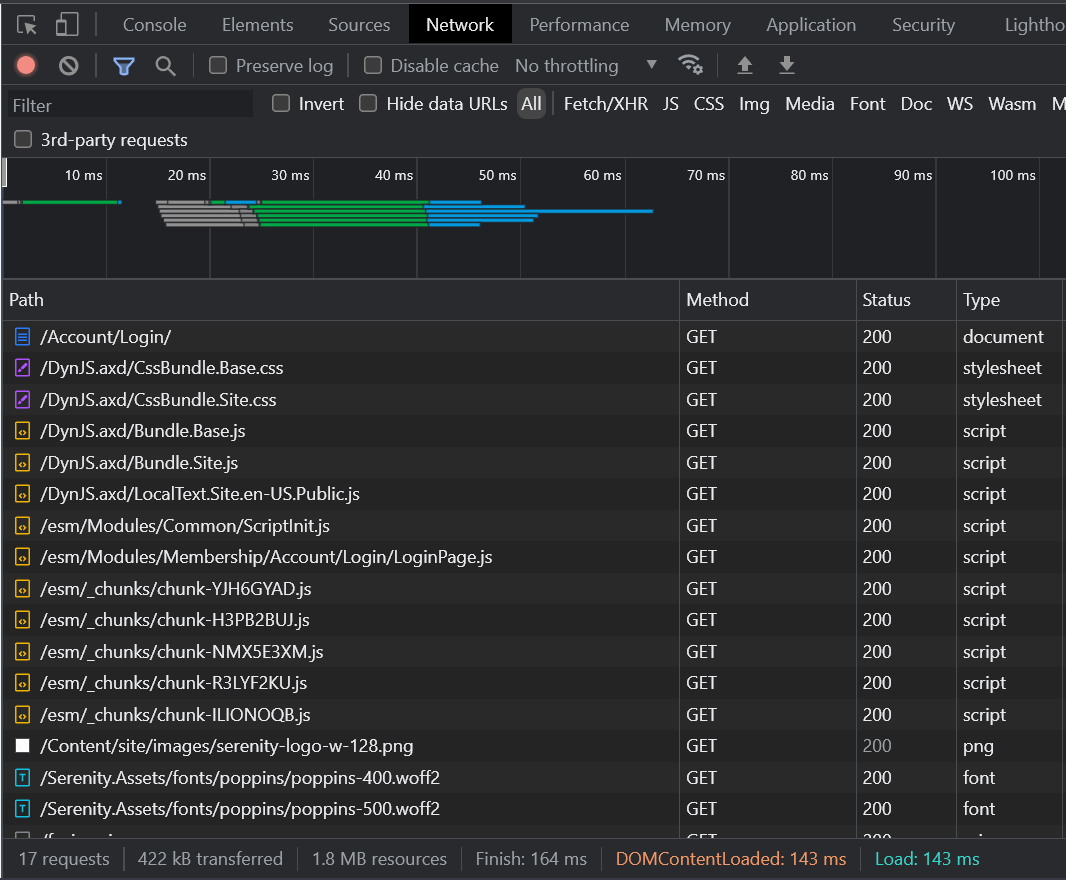 Console Elements Sources Network Performance Memory Application Security Lightho
Preserve log Disable cache No throttling
Filter Invert Hide data URLs All Fetch/XHR JS CSS Img Media Font Doc WS Wasm M
3rd-party requests
10 ms 20 ms 30 ms 40 ms 50 ms 60 ms 70 ms 80 ms 90 ms 100 ms
Path Method Status Type
/Account/Login/ GET 200 document
/DynJS.axd/CssBundle.Base.css GET 200 stylesheet
/DynJS.axd/CssBundle.Site.css GET 200 stylesheet
/DynJS.axd/Bundle.Base.js GET 200 script
/DynJS.axd/Bundle.Site.js GET 200 script
/DynJS.axd/LocalText.Site.en-US.Public.js GET 200 script
/esm/Modules/Common/ScriptInit.js GET 200 script
/esm/Modules/Membership/Account/Login/LoginPage.js GET 200 script
/esm/_chunks/chunk-YJH6GYAD.js GET 200 script
/esm/_chunks/chunk-H3PB2BUJ.js GET 200 script
/esm/_chunks/chunk-NMX5E3XM.js GET 200 script
/esm/_chunks/chunk-R3LYF2KU.js GET 200 script
/esm/_chunks/chunk-ILIONOQB.js GET 200 script
/Content/site/images/serenity-logo-w-128.png GET 200 png
/Serenity.Assets/fonts/poppins/poppins-400.woff2 GET 200 font
/Serenity.Assets/fonts/poppins/poppins-500.woff2 GET 200 font
17 requests 422 kB transferred 1.8 MB resources Finish: 164 ms DOMContentLoaded: 143 ms Load: 143 ms